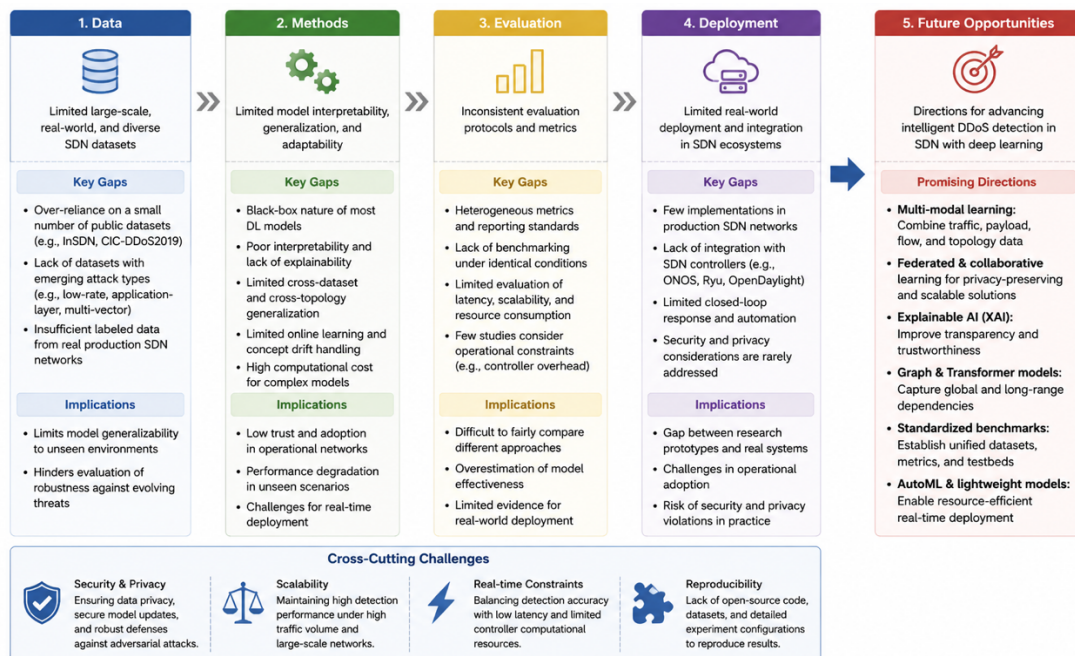 1. Data
Limited large-scale,
real-world, and diverse
SDN datasets
Key Gaps
• Over-reliance on a small
number of public datasets
(e.g., InSDN, CIC-DDoS2019)
• Lack of datasets with
emerging attack types
(e.g., low-rate, application-
layer, multi-vector)
• Insufficient labeled data
from real production SDN
networks
Implications
• Limits model generalizability
to unseen environments
• Hinders evaluation of
robustness against evolving
threats
2. Methods
Limited model interpretability,
generalization, and
adaptability
Key Gaps
• Black-box nature of most
DL models
• Poor interpretability and
lack of explainability
• Limited cross-dataset
and cross-topology
generalization
• Limited online learning and
concept drift handling
• High computational cost
for complex models
Implications
• Low trust and adoption in
operational networks
• Performance degradation
in unseen scenarios
• Challenges for real-time
deployment
3. Evaluation
Inconsistent evaluation
protocols and metrics
Key Gaps
• Heterogeneous metrics
and reporting standards
• Lack of benchmarking
under identical conditions
• Limited evaluation of
latency, scalability, and
resource consumption
• Few studies consider
operational constraints
(e.g., controller overhead)
Implications
• Difficult to fairly compare
different approaches
• Overestimation of model
effectiveness
• Limited evidence for
real-world deployment
4. Deployment
Limited real-world
deployment and integration
in SDN ecosystems
Key Gaps
• Few implementations in
production SDN networks
• Lack of integration with
SDN controllers (e.g.,
ONOS, Ryu, OpenDaylight)
• Limited closed-loop
response and automation
• Security and privacy
considerations are rarely
addressed
Implications
• Gap between research
prototypes and real systems
• Challenges in operational
adoption
• Risk of security and privacy
violations in practice
5. Future Opportunities
Directions for advancing
intelligent DDoS detection in
SDN with deep learning
Promising Directions
• Multi-modal learning:
Combine traffic, payload,
flow, and topology data
• Federated & collaborative
learning for privacy-preserving
and scalable solutions
• Explainable AI (XAI):
Improve transparency and
trustworthiness
• Graph & Transformer models:
Capture global and long-range
dependencies
• Standardized benchmarks:
Establish unified datasets,
metrics, and testbeds
• AutoML & lightweight models:
Enable resource-efficient
real-time deployment
Cross-Cutting Challenges
Security & Privacy
Ensuring data privacy,
secure model updates,
and robust defenses
against adversarial attacks.
Scalability
Maintaining high detection
performance under high
traffic volume and
large-scale networks.
Real-time Constraints
Balancing detection accuracy
with low latency and limited
controller computational
resources.
Reproducibility
Lack of open-source code,
datasets, and detailed
experiment configurations
to reproduce results.